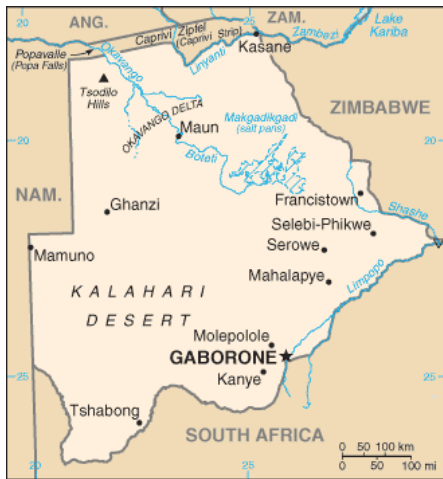 ANG.
ZAM.
25
Lake
Kariba
Popavalle
(Popa Falls)
Okavango
Caprivi Zipfel
(Caprivi Strip)
Zambezi
Kasane
Linyanti
Tsodilo
Hills
OKAVANGO DELTA
ZIMBABWE
20
Maun
Makgadikgadi
(salt pans)
20
Boteti
NAM.
Francistown
Ghanzi
Shashe
Selebi-Phikwe
Serowe
Mamuno
Mahalapye
Limpopo
KALAHARI
DESERT
Molepolole
GABORONE
25
Kanye
25
Tshabong
SOUTH AFRICA
0 50 100 km
0 50 100 mi
20
25